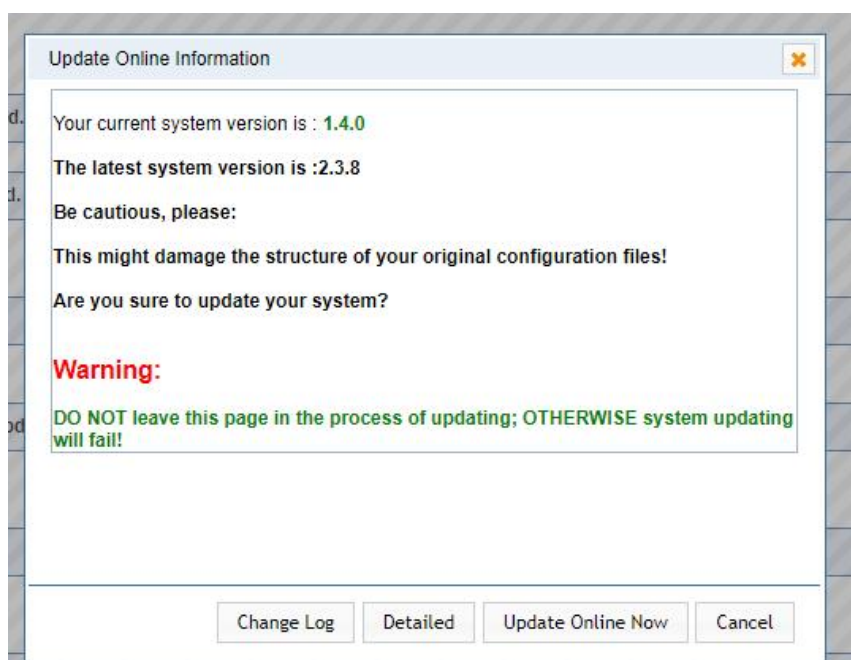 Update Online Information
d.
Your current system version is : 1.4.0
The latest system version is :2.3.8
d.
Be cautious, please:
This might damage the structure of your original configuration files!
Are you sure to update your system?
Warning:
DO NOT leave this page in the process of updating; OTHERWISE system updating
will fail!
od
Change Log
Detailed
Update Online Now
Cancel